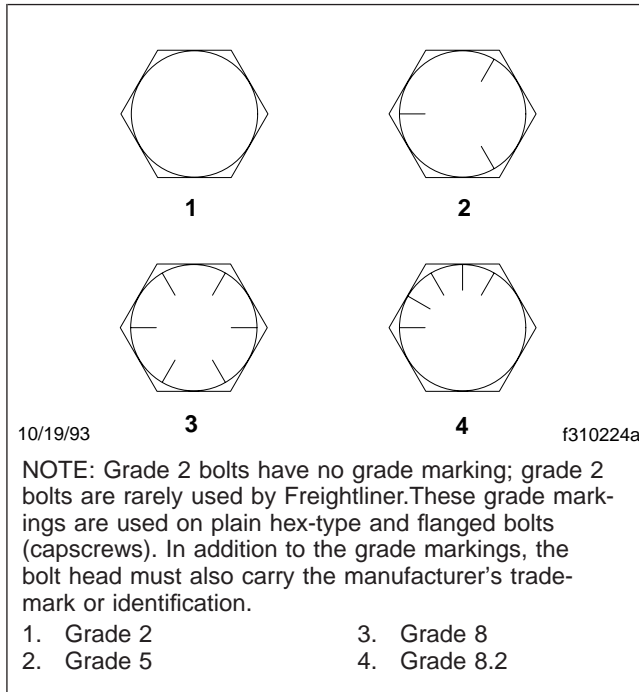 1
2
3
4
10/19/93
f310224a
NOTE: Grade 2 bolts have no grade marking; grade 2
bolts are rarely used by Freightliner.These grade mark-
ings are used on plain hex-type and flanged bolts
(capscrews). In addition to the grade markings, the
bolt head must also carry the manufacturer's trade-
mark or identification.
1. Grade 2
2. Grade 5
3. Grade 8
4. Grade 8.2